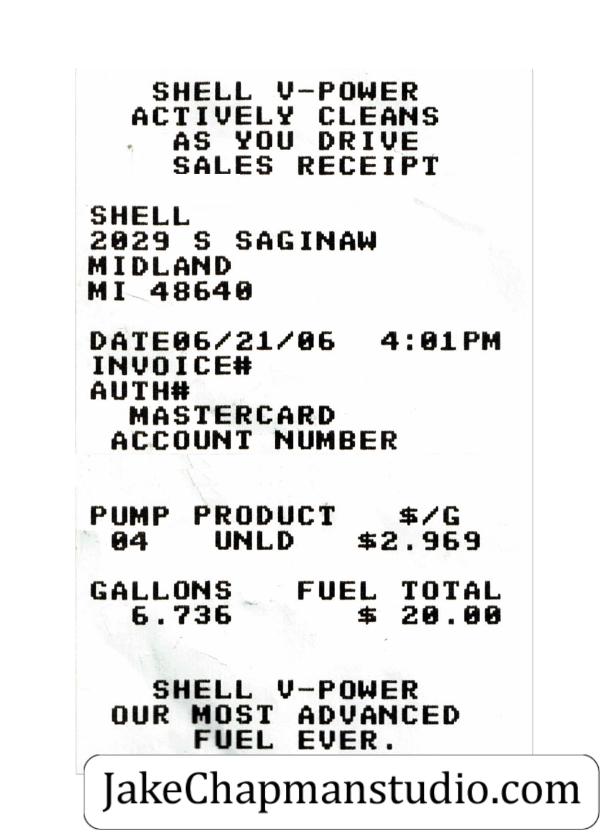 SHELL V-POWER
ACTIVELY CLEANS
AS YOU DRIVE
SALES RECEIPT
SHELL
2029 S SAGINAW
MIDLAND
MI 48640
DATE06/21/06 4:01PM
INVOICE#
AUTH#
MASTERCARD
ACCOUNT NUMBER
PUMP PRODUCT $/G
04 UNLD $2.969
GALLONS FUEL TOTAL
6.736 $ 20.00
SHELL V-POWER
OUR MOST ADVANCED
FUEL EVER.
JakeChapmanstudio.com